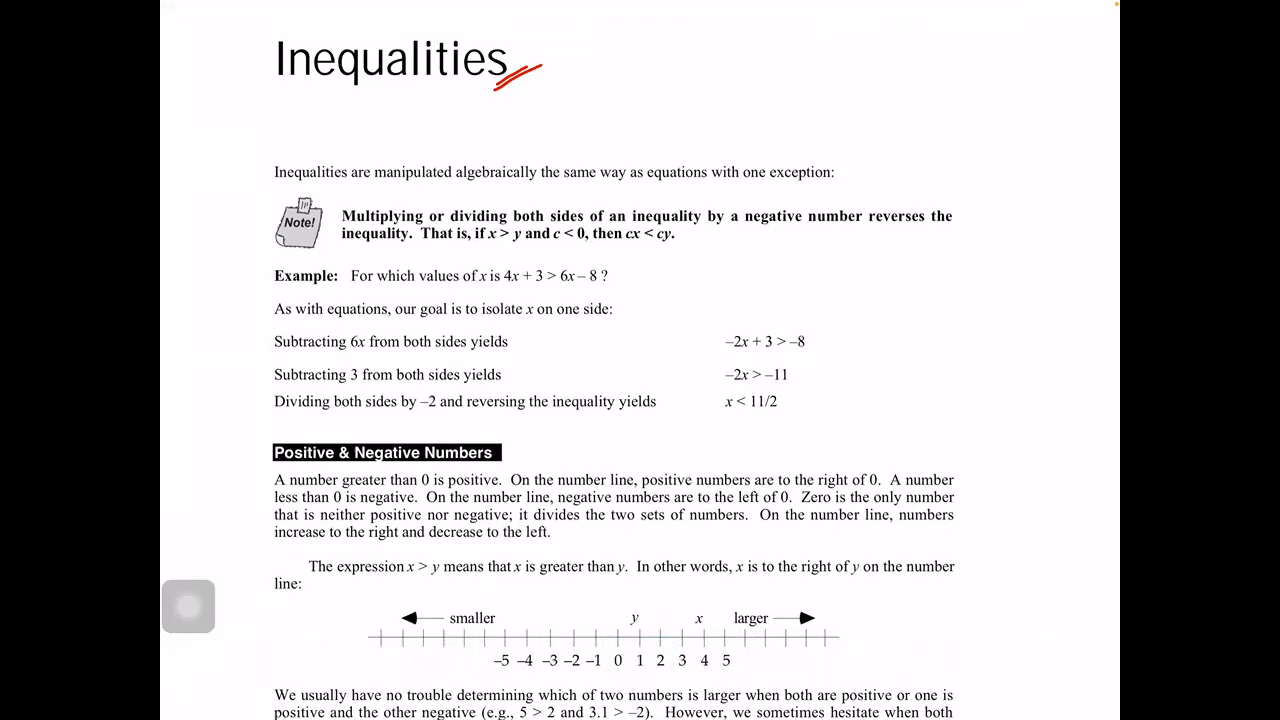 Inequalities
Inequalities are manipulated algebraically the same way as equations with one exception:
Note!
Multiplying or dividing both sides of an inequality by a negative number reverses the
inequality. That is, if x > y and c < 0, then cx < cy.
Example: For which values of x is 4x + 3 > 6x – 8 ?
As with equations, our goal is to isolate x on one side:
Subtracting 6x from both sides yields –2x + 3 > –8
Subtracting 3 from both sides yields –2x > –11
Dividing both sides by –2 and reversing the inequality yields x < 11/2
Positive & Negative Numbers
A number greater than 0 is positive. On the number line, positive numbers are to the right of 0. A number
less than 0 is negative. On the number line, negative numbers are to the left of 0. Zero is the only number
that is neither positive nor negative; it divides the two sets of numbers. On the number line, numbers
increase to the right and decrease to the left.
The expression x > y means that x is greater than y. In other words, x is to the right of y on the number
line:
smaller y x larger
–5 –4 –3 –2 –1 0 1 2 3 4 5
We usually have no trouble determining which of two numbers is larger when both are positive or one is
positive and the other negative (e.g., 5 > 2 and 3.1 > –2). However, we sometimes hesitate when both